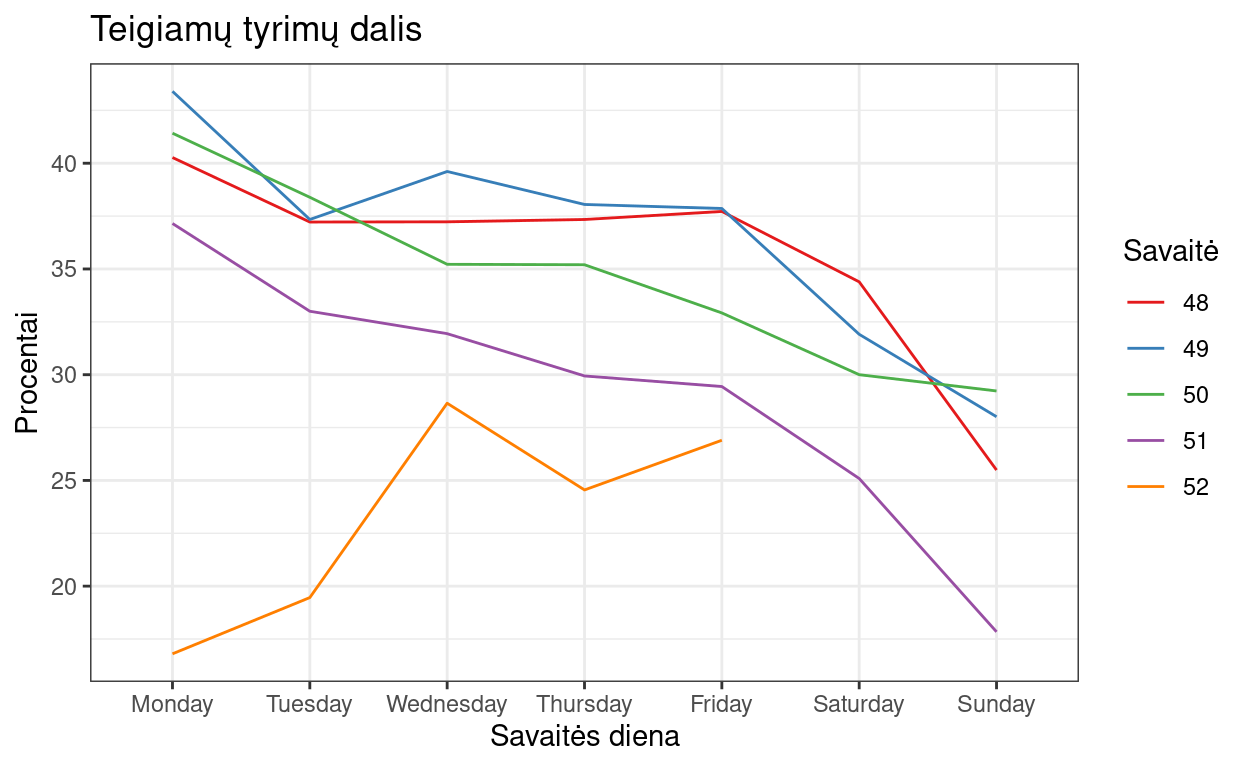 Teigiamų tyrimų dalis
Procentai
40
35
30
25
20
Monday Tuesday Wednesday Thursday Friday Saturday Sunday
Savaitės diena
Savaitė
48
49
50
51
52